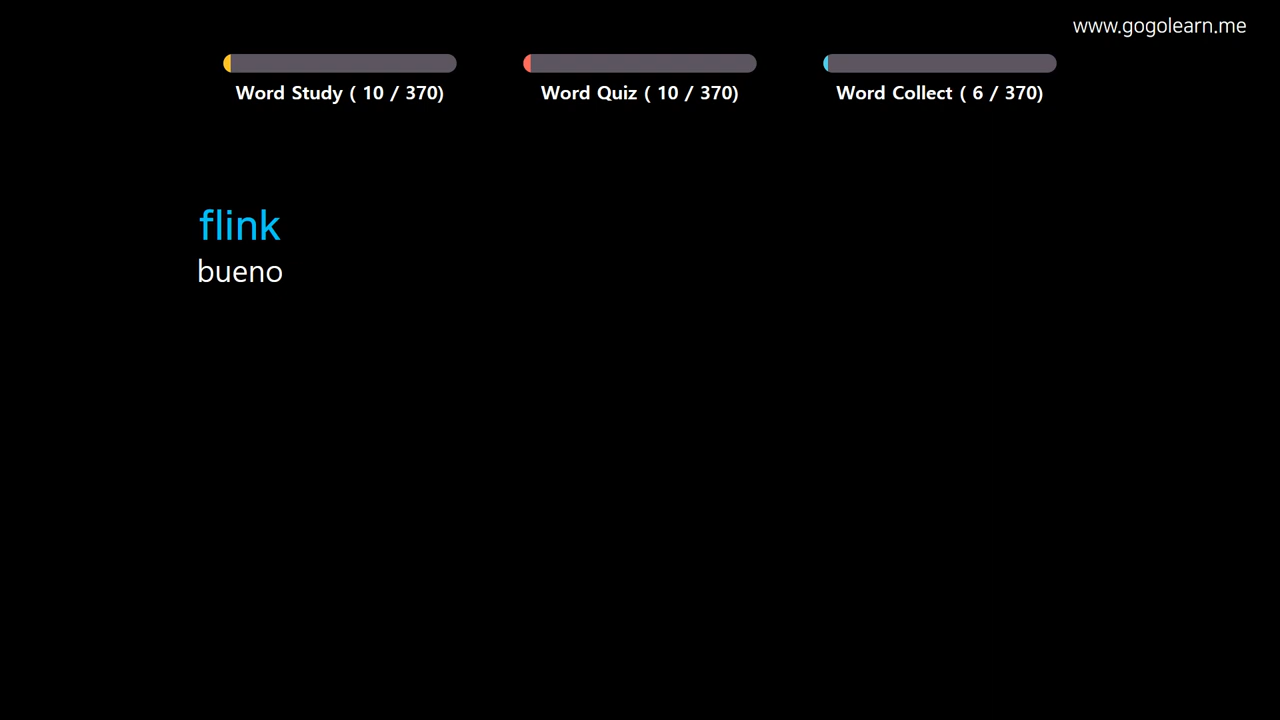 www.gogolearn.me
Word Study ( 10 / 370)
Word Quiz ( 10 / 370)
Word Collect ( 6 / 370)
flink
bueno